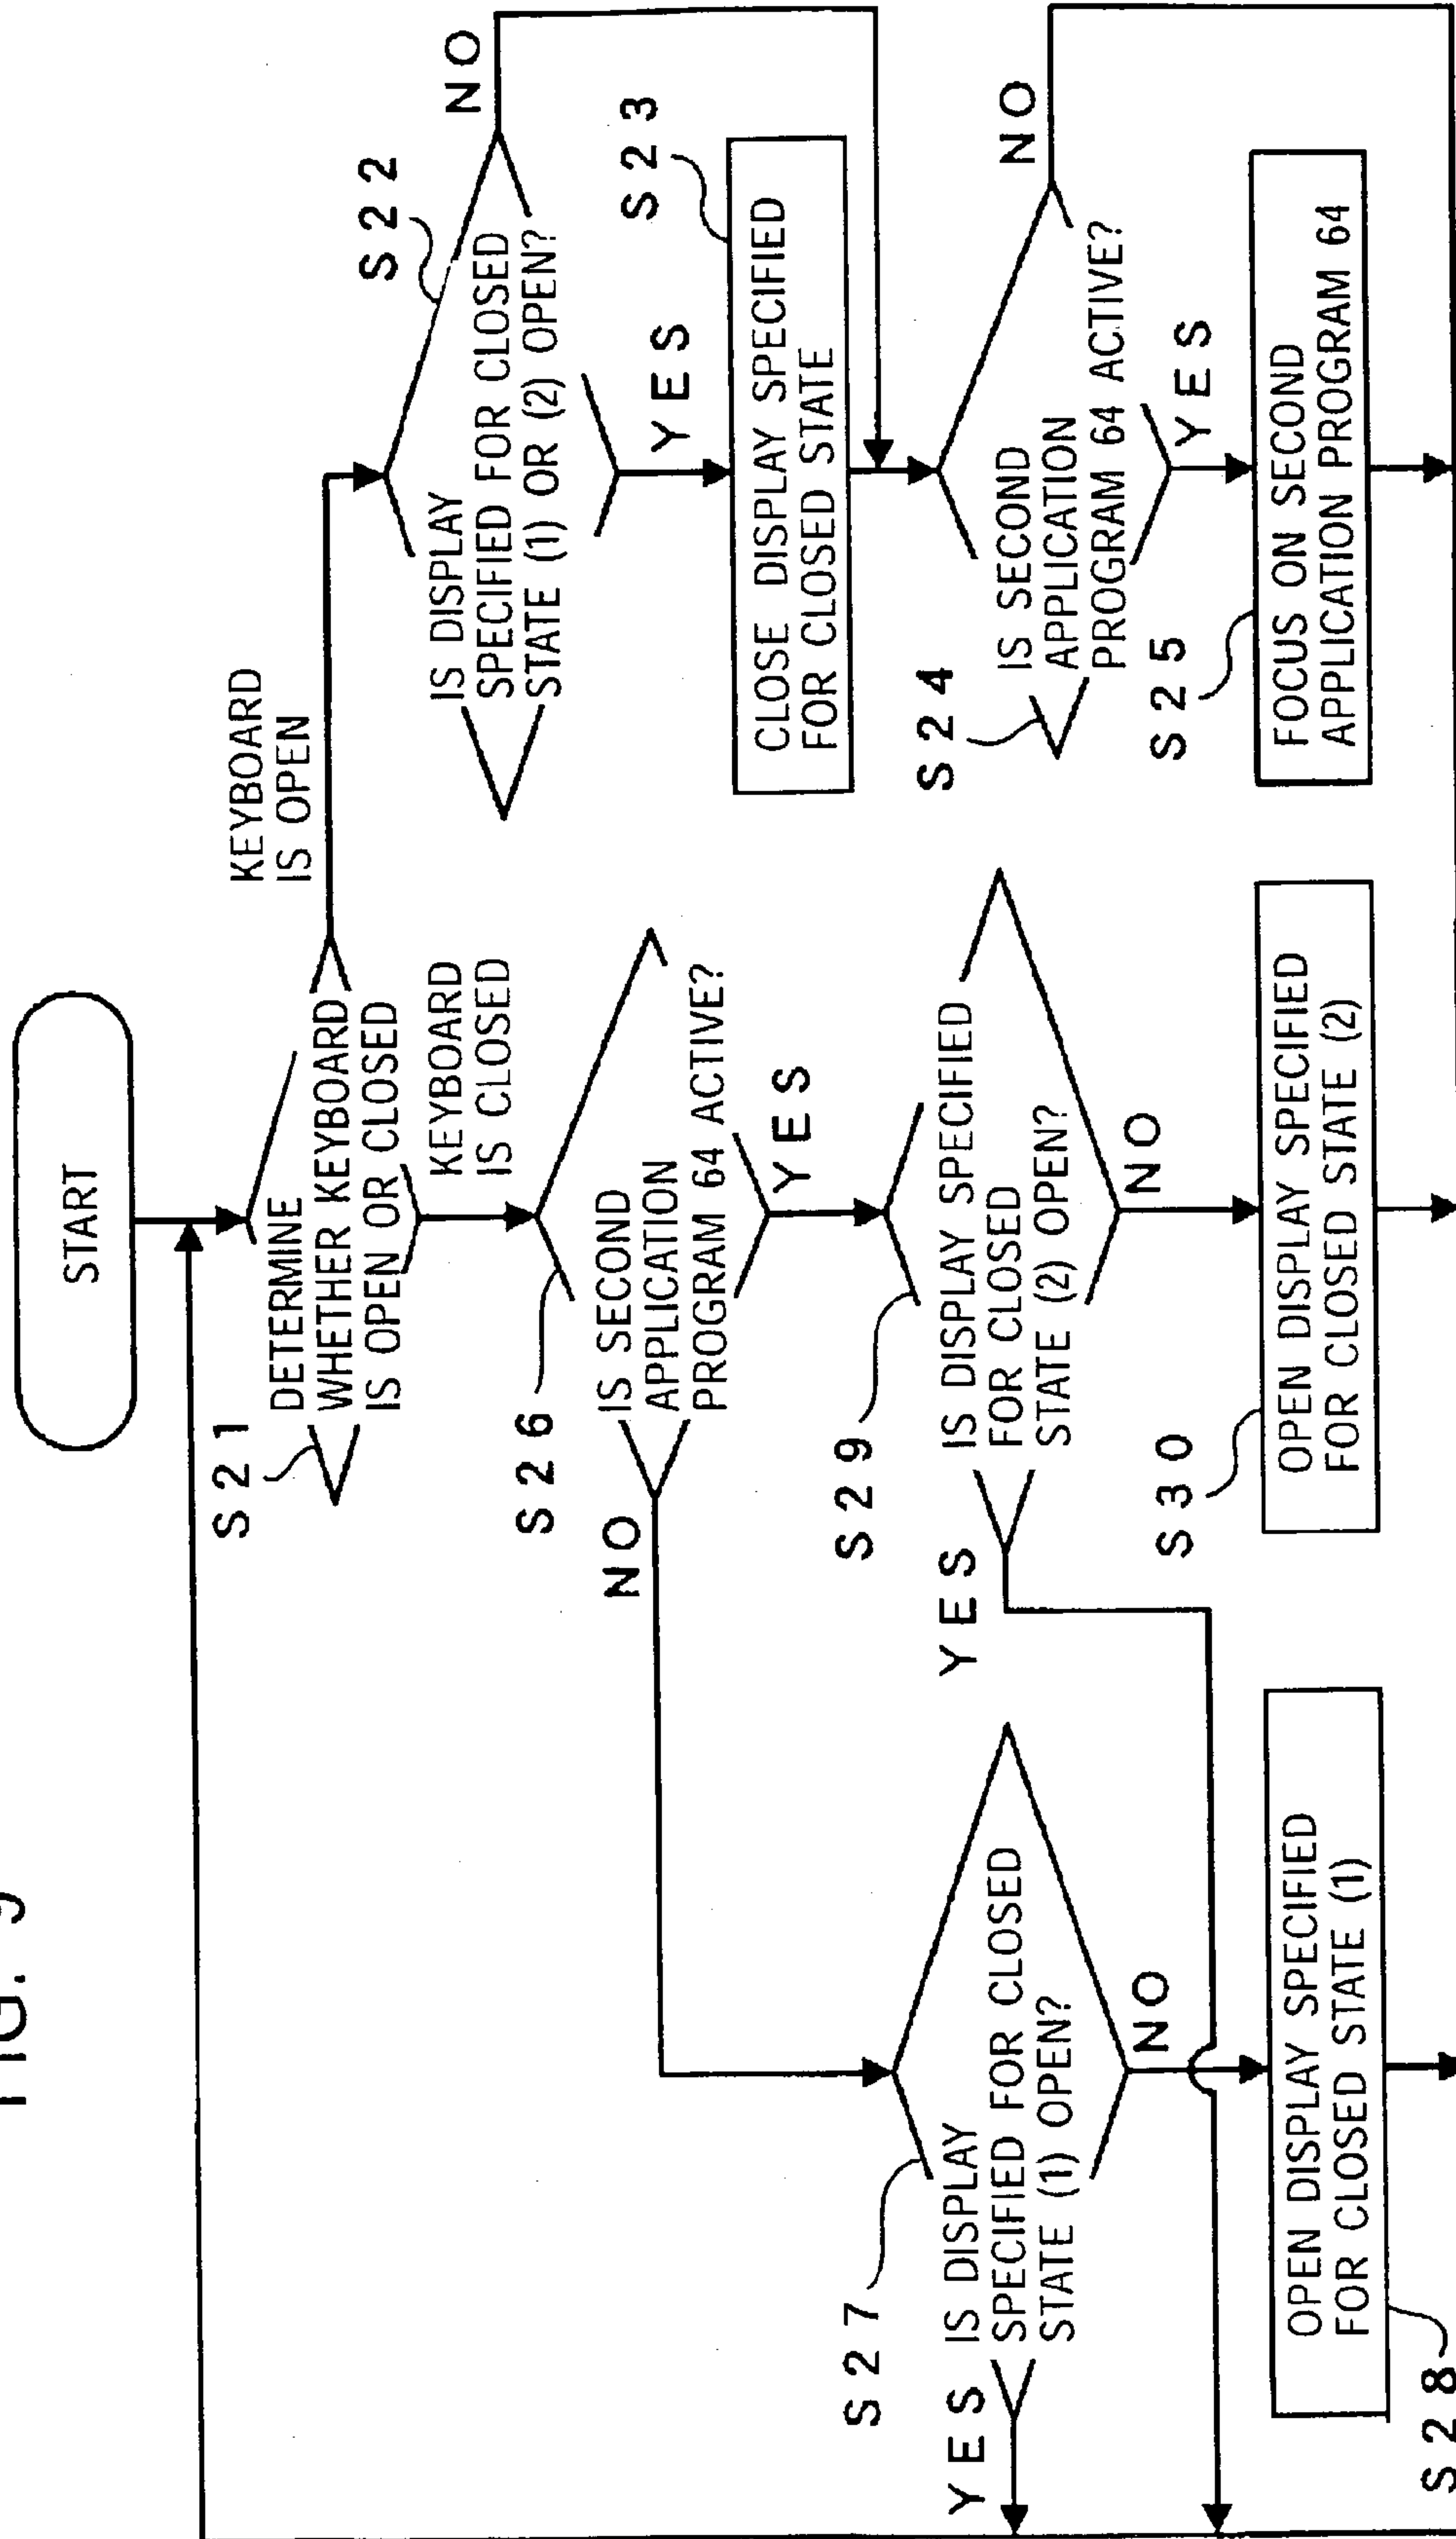 FIG. 9
START
S21
DETERMINE
WHETHER KEYBOARD
IS OPEN OR CLOSED
KEYBOARD
IS OPEN
KEYBOARD
IS CLOSED
S22
IS DISPLAY
SPECIFIED FOR CLOSED
STATE (1) OR (2) OPEN?
NO
YES
S23
CLOSE DISPLAY SPECIFIED
FOR CLOSED STATE
S24
IS SECOND
APPLICATION
PROGRAM 64 ACTIVE?
NO
YES
S25
FOCUS ON SECOND
APPLICATION PROGRAM 64
S26
IS SECOND
APPLICATION
PROGRAM 64 ACTIVE?
NO
YES
S27
IS DISPLAY
SPECIFIED FOR CLOSED
STATE (1) OPEN?
YES
NO
S28
OPEN DISPLAY SPECIFIED
FOR CLOSED STATE (1)
S29
IS DISPLAY SPECIFIED
FOR CLOSED
STATE (2) OPEN?
YES
NO
S30
OPEN DISPLAY SPECIFIED
FOR CLOSED STATE (2)